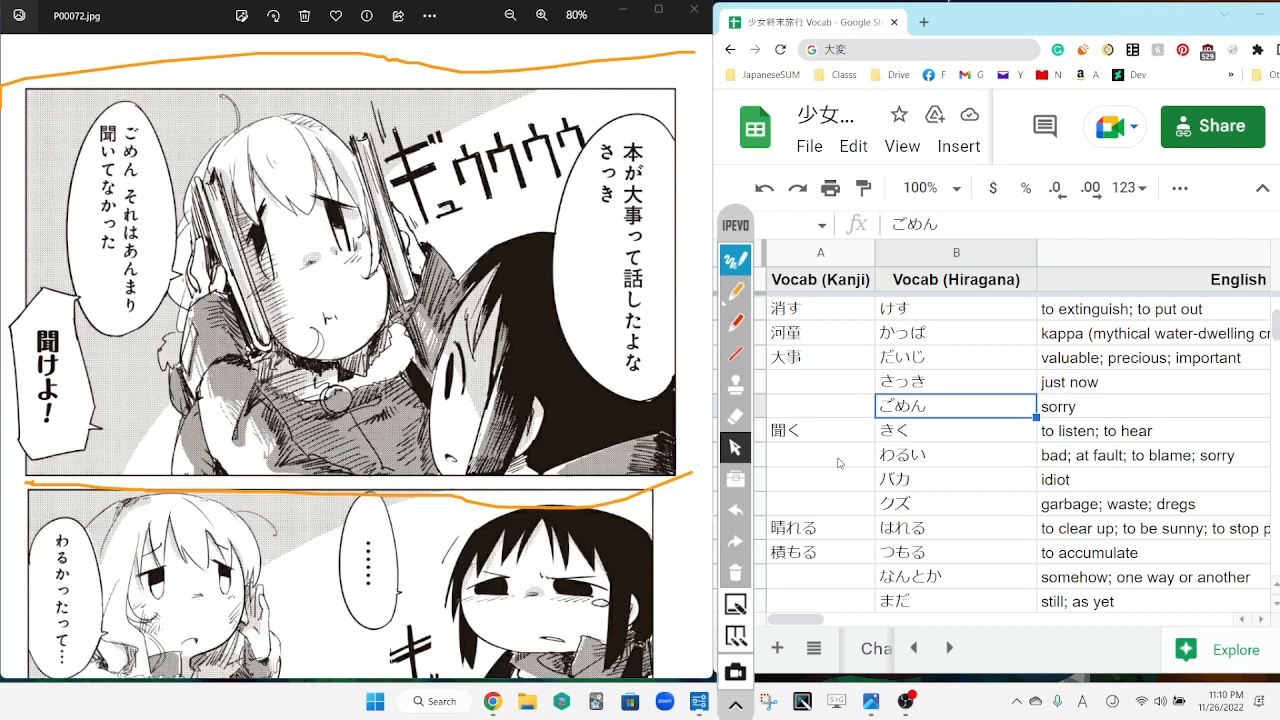 P00072.jpg
80%
本が大事って話したよな
さっき
ギュウウウウ
ごめん それはあんまり
聞いてなかった
ん、
聞けよ！
……
わるかったって…
ギ
少女終末旅行 Vocab - Google Sh
大変
JapaneseSUM
Classs
Drive
F
G
Y
N
A
Dev
»
Ot
少女...
Share
File Edit View Insert
100%
$ % .0 .00 123
IPEVO
fx ごめん
A B
Vocab (Kanji) Vocab (Hiragana) English
消す けす to extinguish; to put out
河童 かっぱ kappa (mythical water-dwelling cr
大事 だいじ valuable; precious; important
さっき just now
ごめん sorry
聞く きく to listen; to hear
わるい bad; at fault; to blame; sorry
バカ idiot
クズ garbage; waste; dregs
晴れる はれる to clear up; to be sunny; to stop r
積もる つもる to accumulate
なんとか somehow; one way or another
まだ still; as yet
Cha
Explore
Search
zoom
A
11:10 PM
11/26/2022